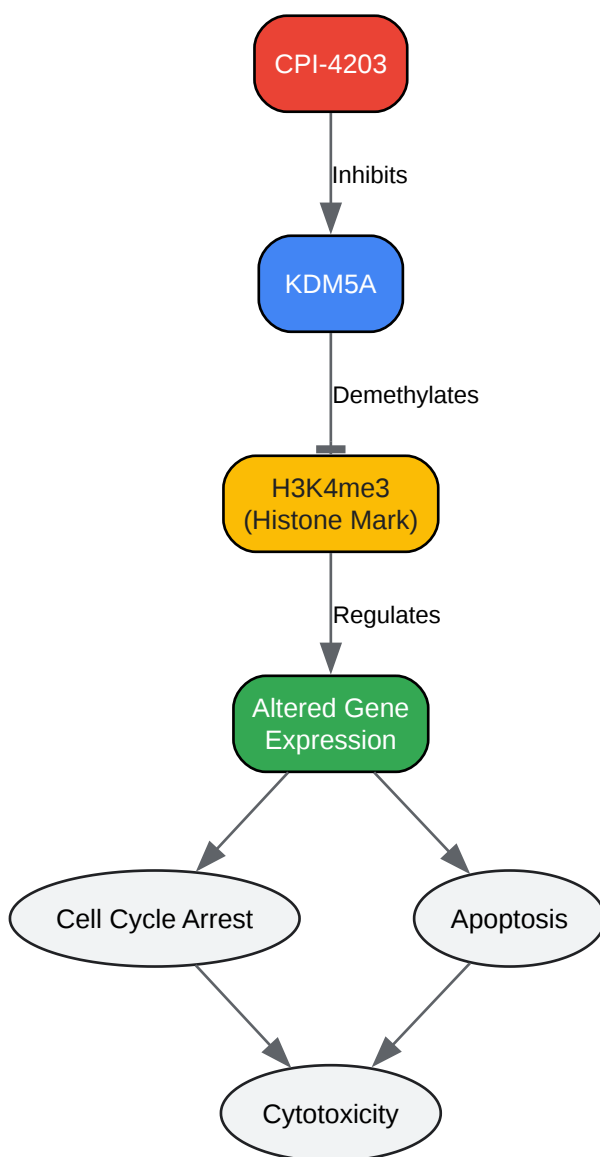 CPI-4203
Inhibits
KDM5A
Demethylates
H3K4me3
(Histone Mark)
Regulates
Altered Gene
Expression
Cell Cycle Arrest
Apoptosis
Cytotoxicity